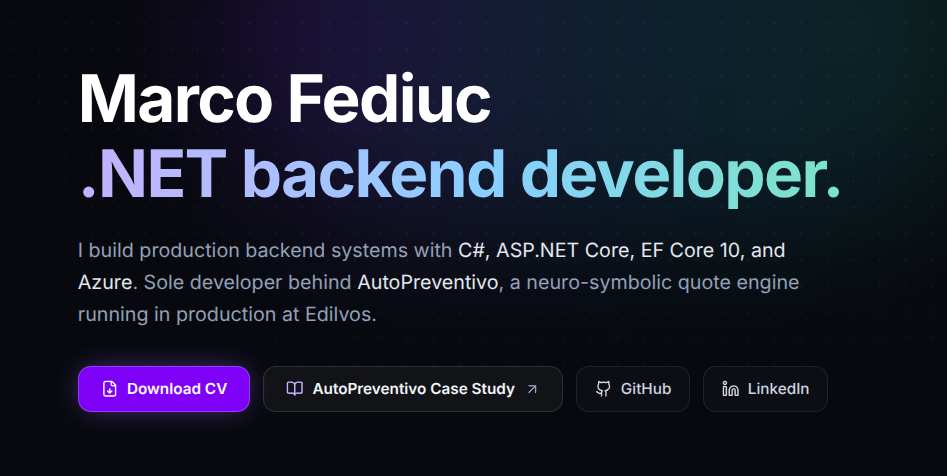 Marco Fediuc
.NET backend developer.
I build production backend systems with C#, ASP.NET Core, EF Core 10, and
Azure. Sole developer behind AutoPreventivo, a neuro-symbolic quote engine
running in production at Edilvos.
Download CV
AutoPreventivo Case Study
GitHub
LinkedIn